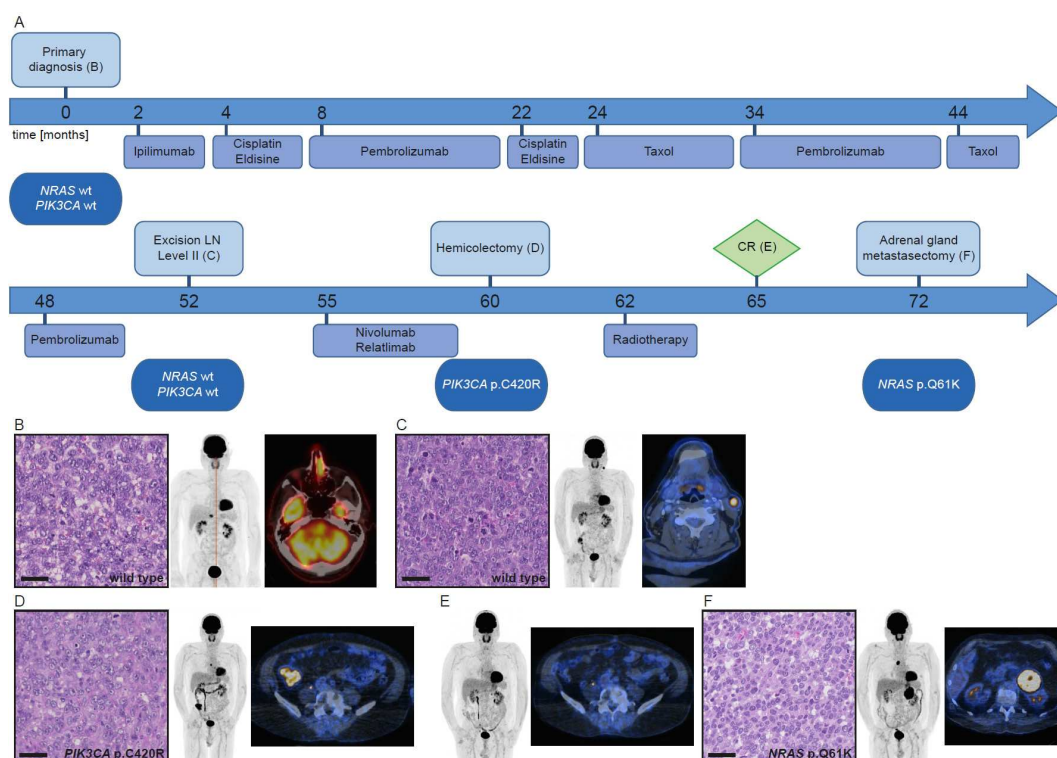 A
Primary
diagnosis (B)
0 2 4 8 22 24 34 44
time [months]
Ipilimumab
Cisplatin
Eldisine
Pembrolizumab
Cisplatin
Eldisine
Taxol
Pembrolizumab
Taxol
NRAS wt
PIK3CA wt
Excision LN
Level II (C)
Hemicolectomy (D)
CR (E)
Adrenal gland
metastasectomy (F)
48 52 55 60 62 65 72
Pembrolizumab
Nivolumab
Relatlimab
Radiotherapy
NRAS wt
PIK3CA wt
PIK3CA p.C420R
NRAS p.Q61K
B
wild type
C
wild type
D
PIK3CA p.C420R
E
F
NRAS p.Q61K